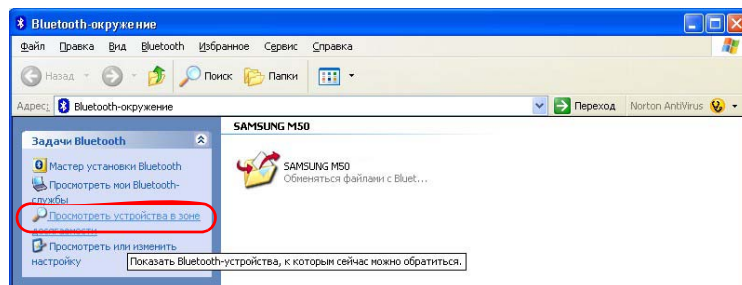 Bluetooth-окружение
Файл Правка Вид Bluetooth Избранное Сервис Справка
Назад Поиск Папки
Адрес: Bluetooth-окружение Переход Norton AntiVirus
Задачи Bluetooth
Мастер установки Bluetooth
Просмотреть мои Bluetooth-
службы
Просмотреть устройства в зоне
досягаемости
Просмотреть или изменить
настройку
SAMSUNG M50
SAMSUNG M50
Обменяться файлами с Bluet...
Показать Bluetooth-устройства, к которым сейчас можно обратиться.